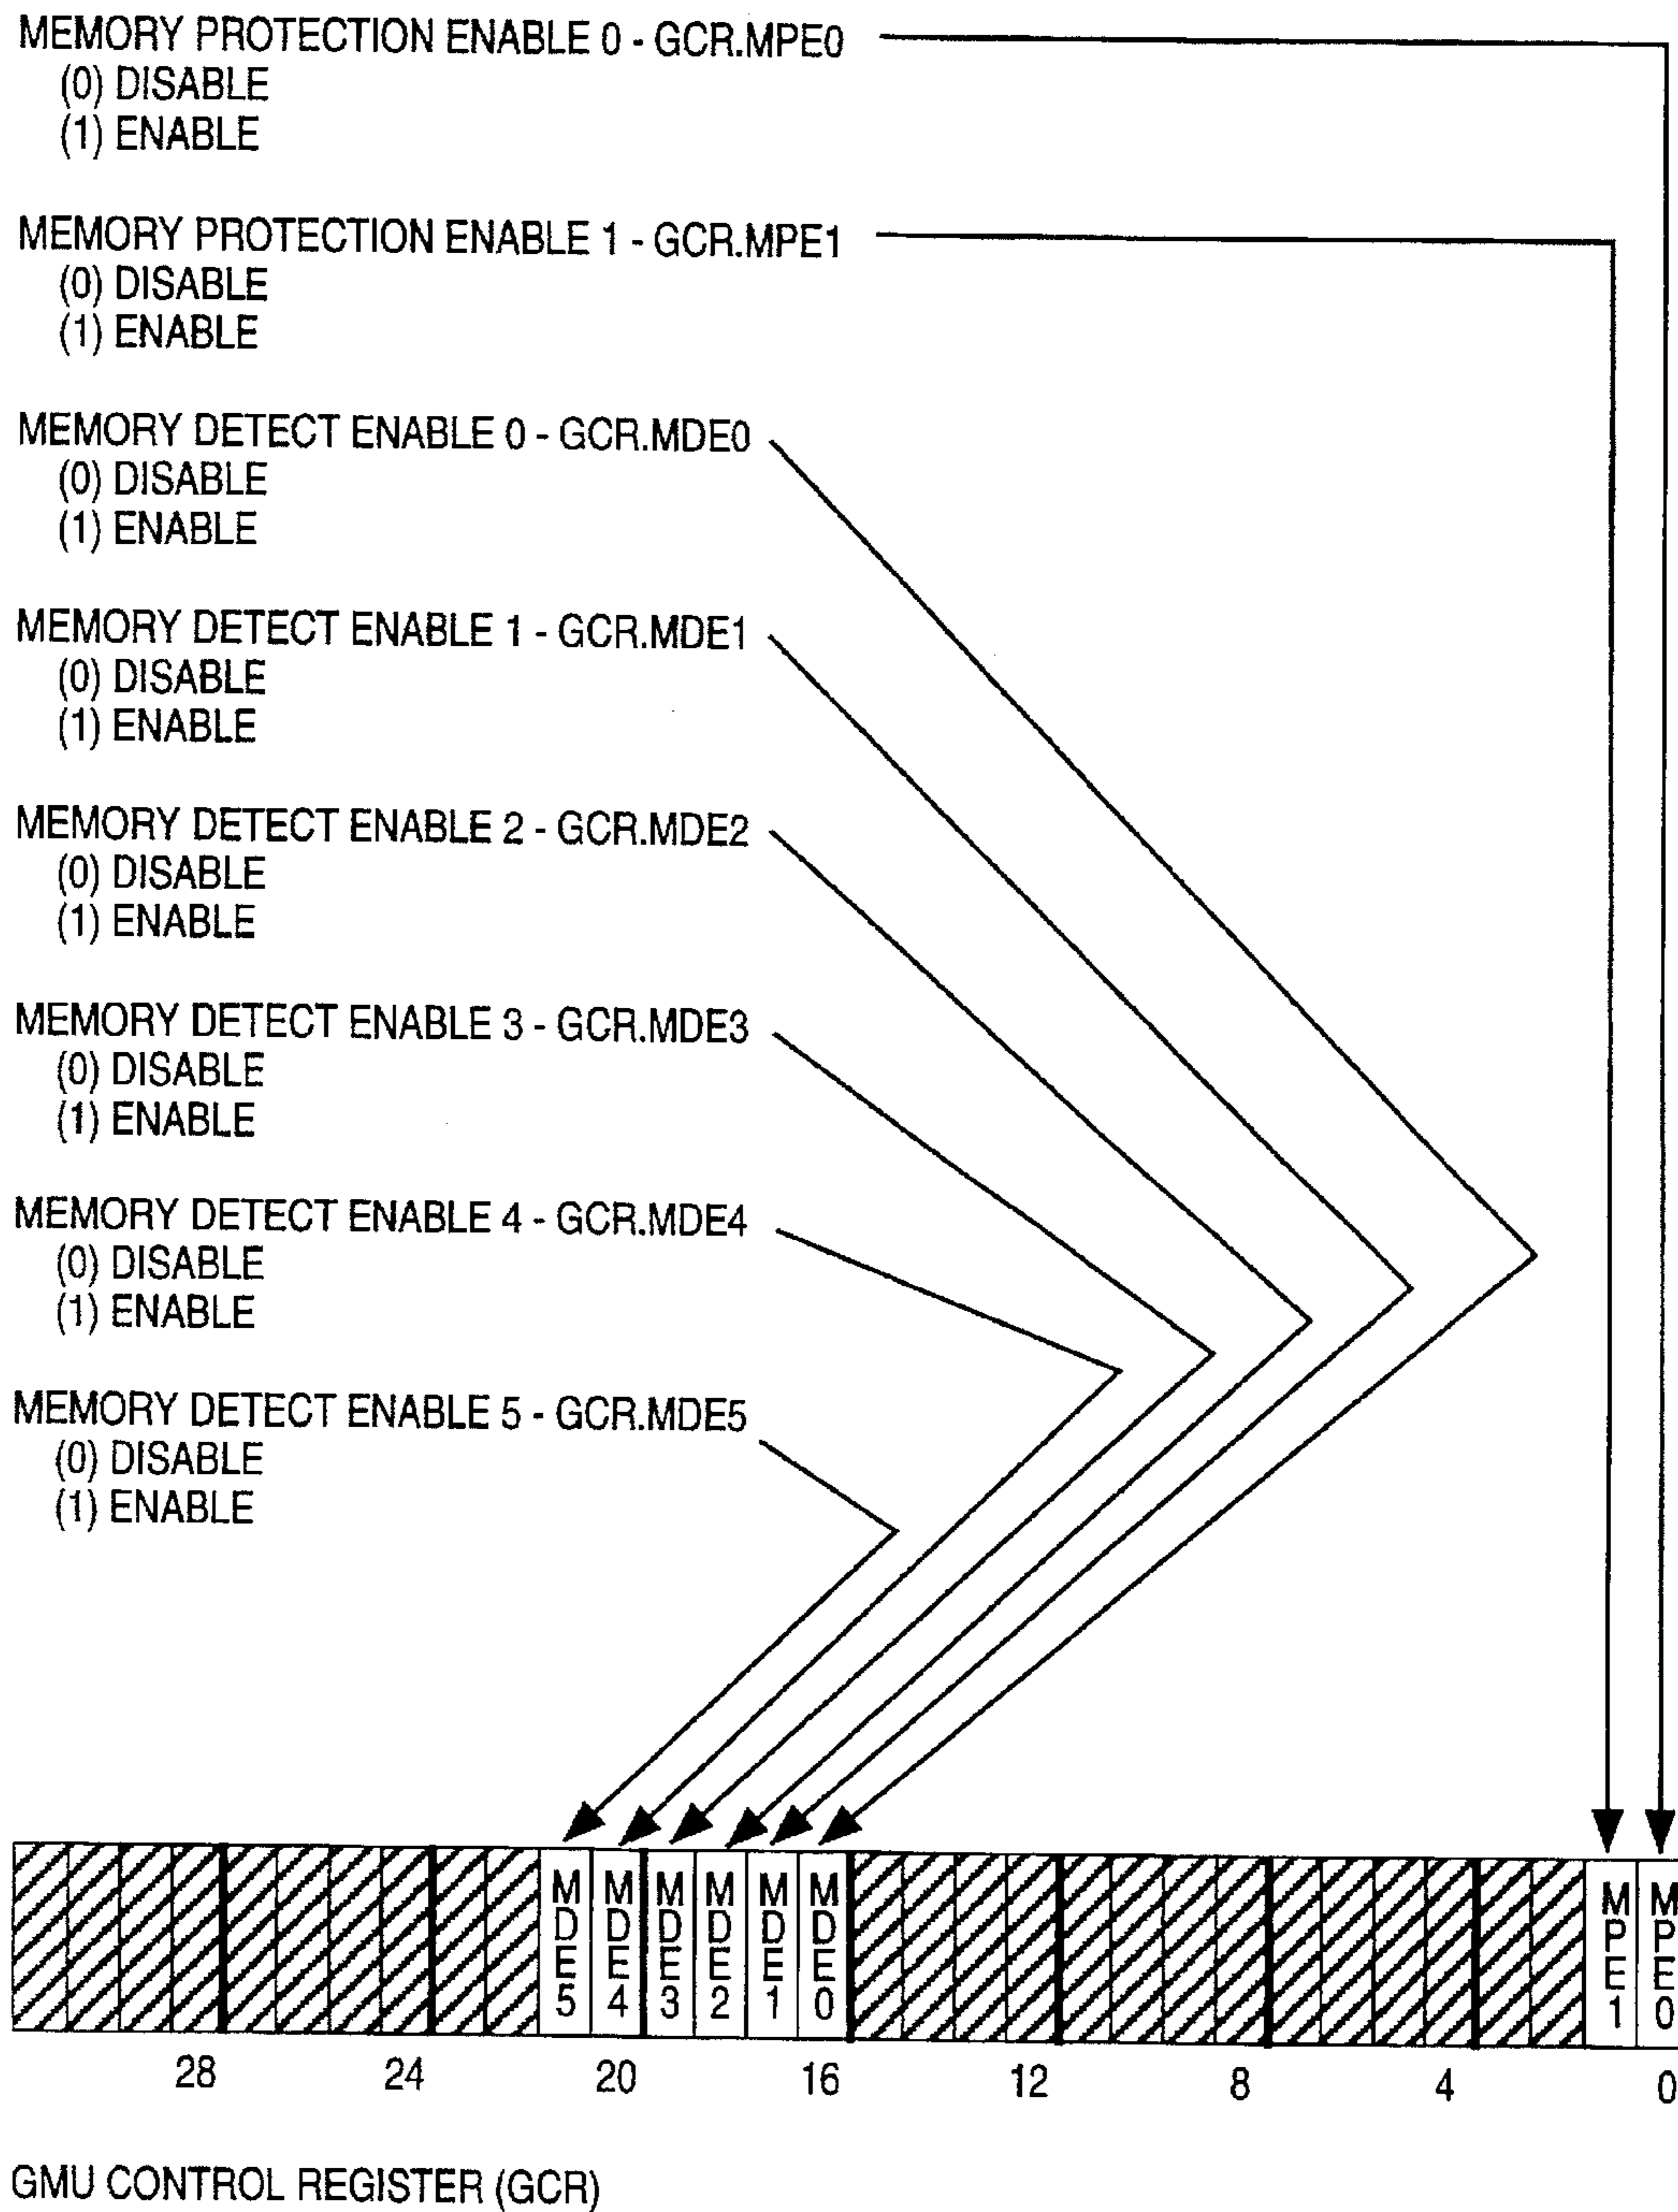 MEMORY PROTECTION ENABLE 0 - GCR.MPE0
(0) DISABLE
(1) ENABLE
MEMORY PROTECTION ENABLE 1 - GCR.MPE1
(0) DISABLE
(1) ENABLE
MEMORY DETECT ENABLE 0 - GCR.MDE0
(0) DISABLE
(1) ENABLE
MEMORY DETECT ENABLE 1 - GCR.MDE1
(0) DISABLE
(1) ENABLE
MEMORY DETECT ENABLE 2 - GCR.MDE2
(0) DISABLE
(1) ENABLE
MEMORY DETECT ENABLE 3 - GCR.MDE3
(0) DISABLE
(1) ENABLE
MEMORY DETECT ENABLE 4 - GCR.MDE4
(0) DISABLE
(1) ENABLE
MEMORY DETECT ENABLE 5 - GCR.MDE5
(0) DISABLE
(1) ENABLE
MDE5 MDE4 MDE3 MDE2 MDE1 MDE0 MPE1 MPE0
28 24 20 16 12 8 4 0
GMU CONTROL REGISTER (GCR)